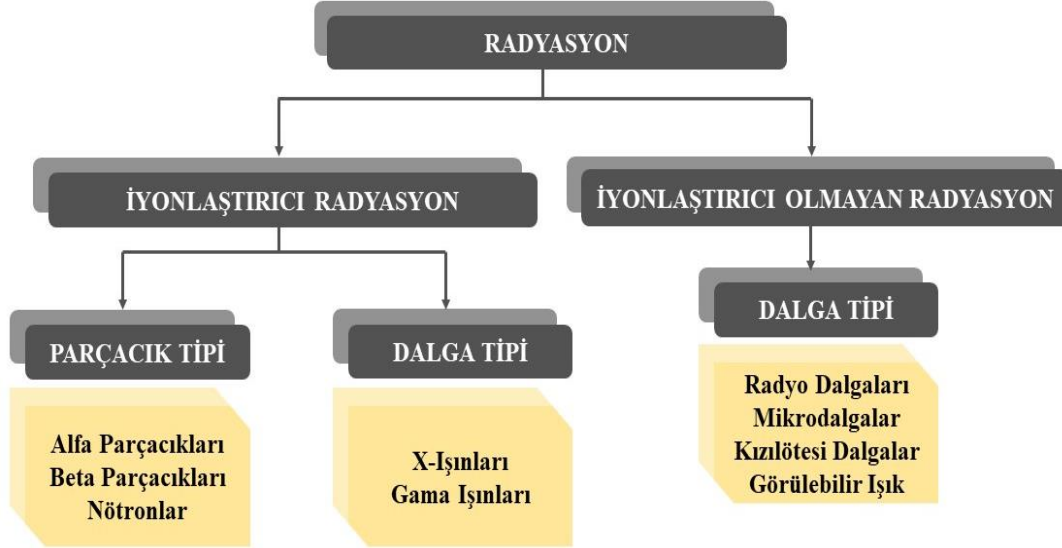 RADYASYON
İYONLAŞTIRICI RADYASYON
İYONLAŞTIRICI OLMAYAN RADYASYON
PARÇACIK TİPİ
Alfa Parçacıkları
Beta Parçacıkları
Nötronlar
DALGA TİPİ
X-Işınları
Gama Işınları
DALGA TİPİ
Radyo Dalgaları
Mikrodalgalar
Kızılötesi Dalgalar
Görülebilir Işık